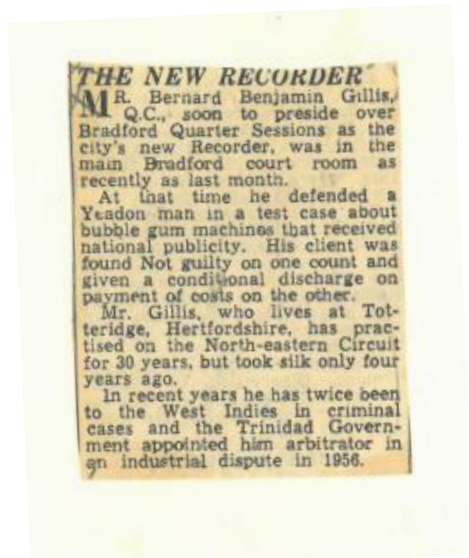 THE NEW RECORDER
MR. Bernard Benjamin Gillis,
Q.C., soon to preside over
Bradford Quarter Sessions as the
city's new Recorder, was in the
main Bradford court room as
recently as last month.
At that time he defended a
Yeadon man in a test case about
bubble gum machines that received
national publicity. His client was
found Not guilty on one count and
given a conditional discharge on
payment of costs on the other.
Mr. Gillis, who lives at Tot-
teridge, Hertfordshire, has prac-
tised on the North-eastern Circuit
for 30 years, but took silk only four
years ago.
In recent years he has twice been
to the West Indies in criminal
cases and the Trinidad Govern-
ment appointed him arbitrator in
an industrial dispute in 1956.